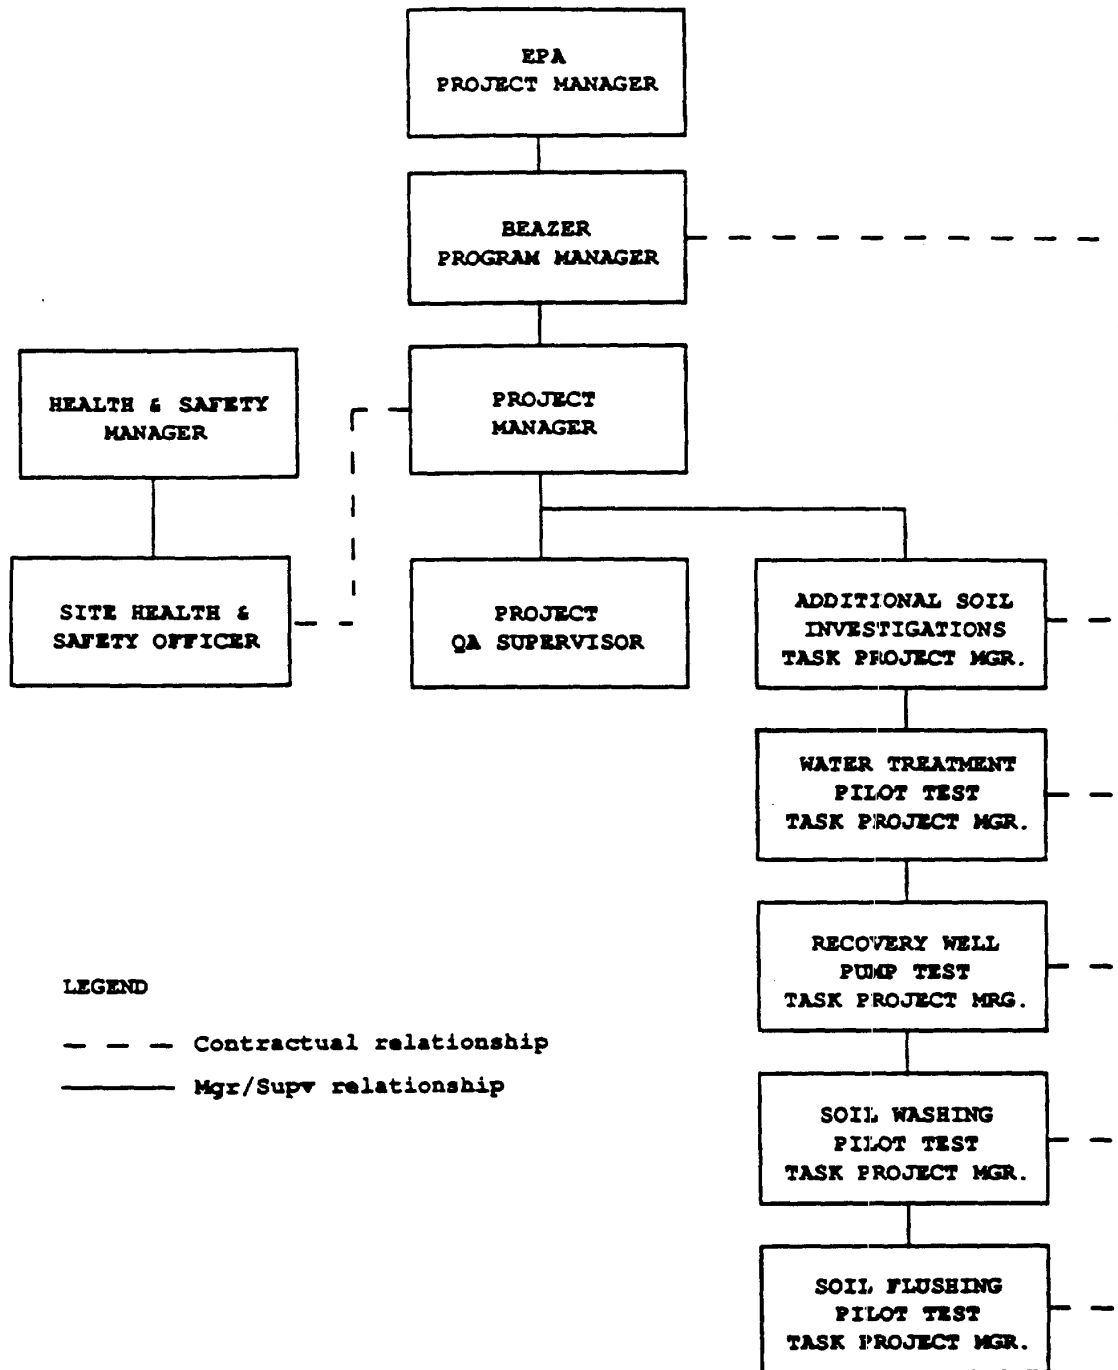 EPA
PROJECT MANAGER
BEAZER
PROGRAM MANAGER
HEALTH & SAFETY
MANAGER
PROJECT
MANAGER
SITE HEALTH &
SAFETY OFFICER
PROJECT
QA SUPERVISOR
ADDITIONAL SOIL
INVESTIGATIONS
TASK PROJECT MGR.
WATER TREATMENT
PILOT TEST
TASK PROJECT MGR.
RECOVERY WELL
PUMP TEST
TASK PROJECT MRG.
LEGEND
Contractual relationship
Mgr/Supv relationship
SOIL WASHING
PILOT TEST
TASK PROJECT MGR.
SOIL FLUSHING
PILOT TEST
TASK PROJECT MGR.